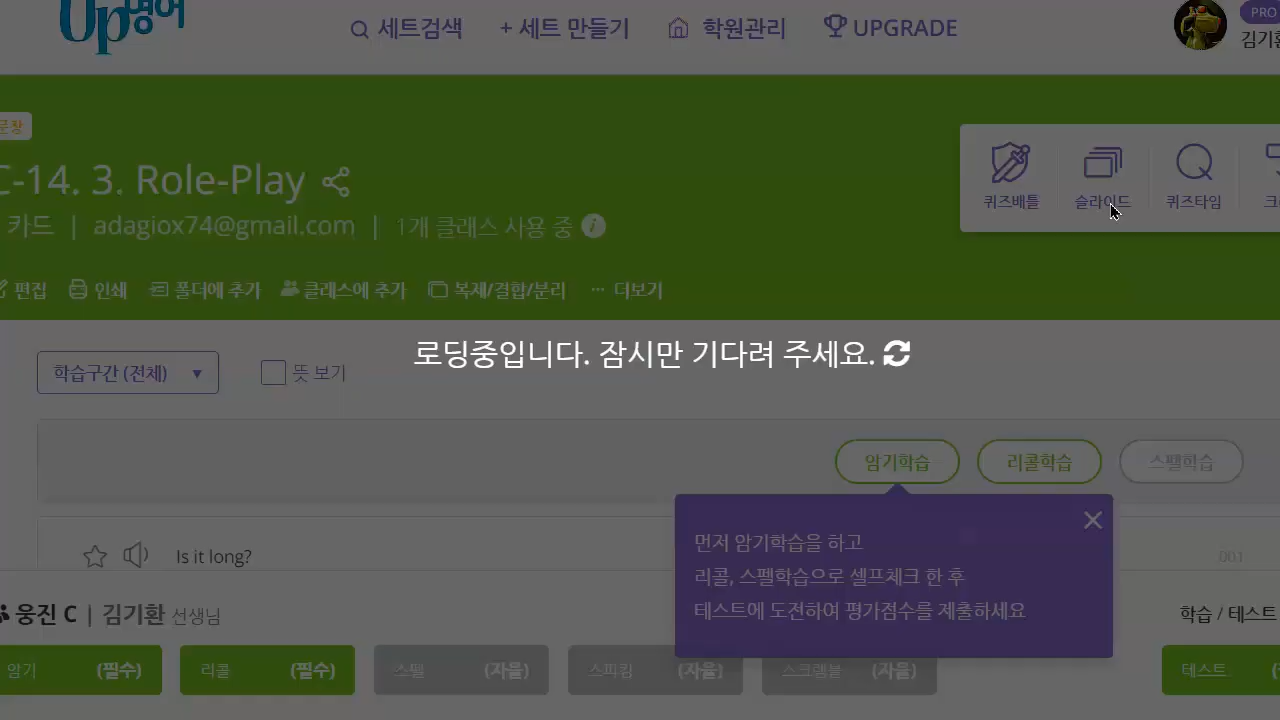 Up영어
세트검색
+ 세트 만들기
학원관리
UPGRADE
PRO
C-14. 3. Role-Play
카드 | adagiox74@gmail.com | 1개 클래스 사용 중
편집
인쇄
폴더에 추가
클래스에 추가
복제/결합/분리
더보기
퀴즈배틀
슬라이드
퀴즈타임
로딩중입니다. 잠시만 기다려 주세요.
학습구간 (전체) ▼
뜻 보기
암기학습
리콜학습
스펠학습
Is it long?
001
먼저 암기학습을 하고
리콜, 스펠학습으로 셀프체크 한 후
테스트에 도전하여 평가점수를 제출하세요
웅진 C | 김기환 선생님
학습 / 테스트
암기 (필수)
리콜 (필수)
스펠 (자율)
스피킹 (자율)
스크램블 (자율)
테스트